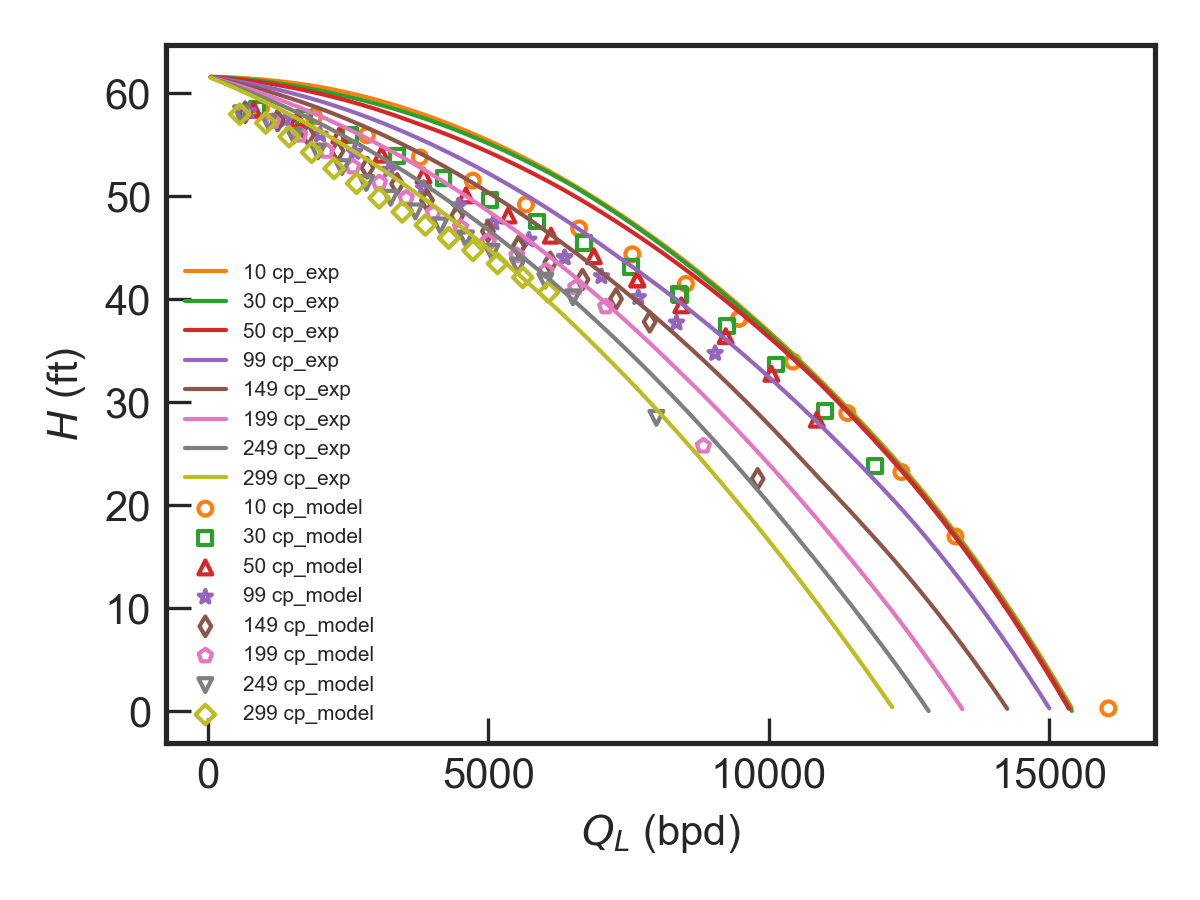 60
50
40
30
20
10
0
H (ft)
10 cp_exp
30 cp_exp
50 cp_exp
99 cp_exp
149 cp_exp
199 cp_exp
249 cp_exp
299 cp_exp
10 cp_model
30 cp_model
50 cp_model
99 cp_model
149 cp_model
199 cp_model
249 cp_model
299 cp_model
0 5000 10000 15000
Q_L (bpd)